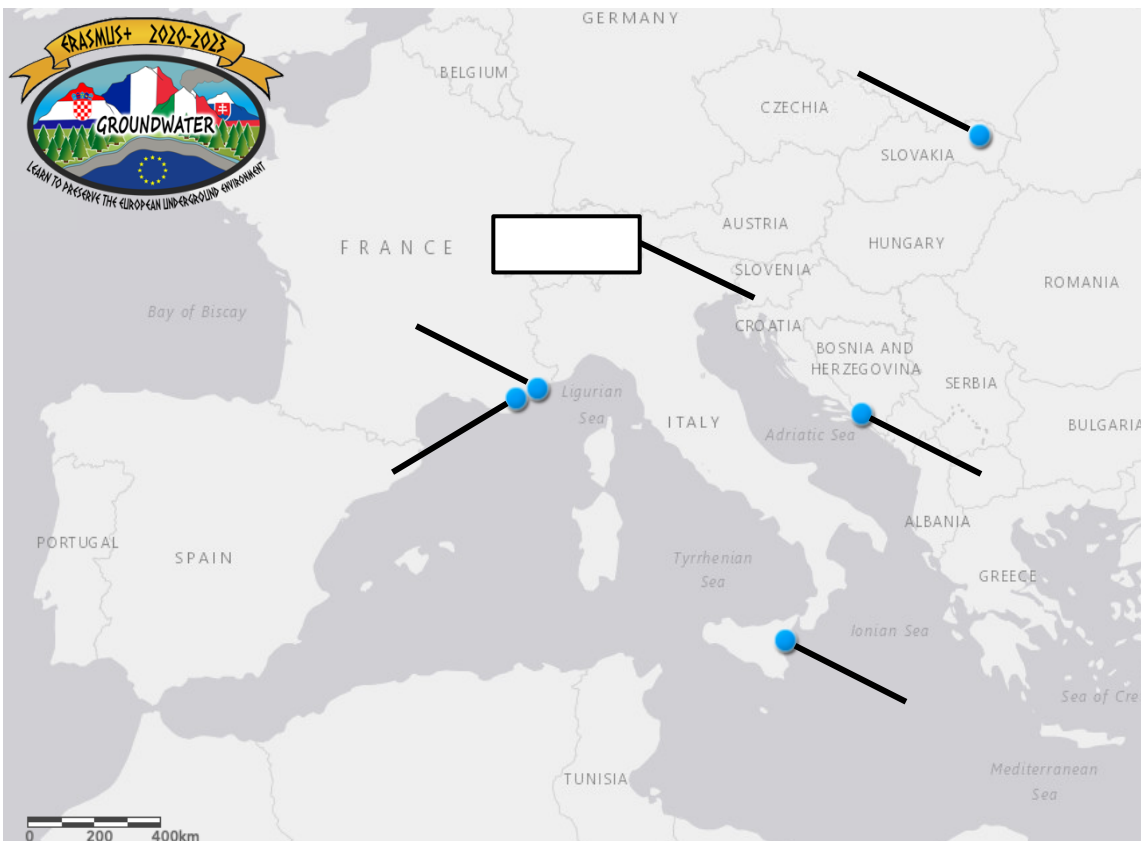 ERASMUS+ 2020-2023
GROUNDWATER
LEARN TO PRESERVE THE EUROPEAN UNDERGROUND ENVIRONMENT
GERMANY
BELGIUM
CZECHIA
SLOVAKIA
AUSTRIA
FRANCE
HUNGARY
SLOVENIA
ROMANIA
Bay of Biscay
CROATIA
BOSNIA AND
HERZEGOVINA
SERBIA
Ligurian
Sea
ITALY
BULGARIA
Adriatic Sea
ALBANIA
PORTUGAL
SPAIN
Tyrrhenian
Sea
GREECE
Ionian Sea
Sea of Cre
Mediterranean
Sea
TUNISIA
0 200 400km